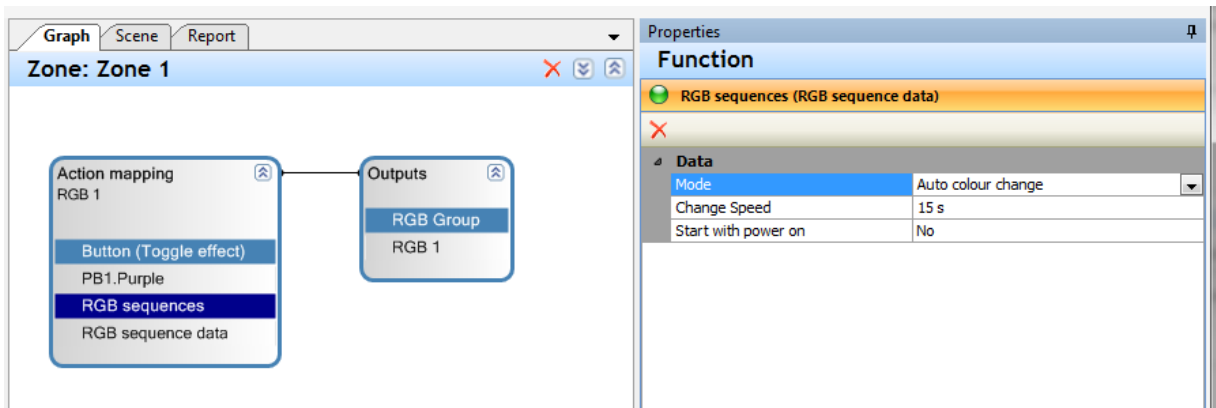 Graph Scene Report
Zone: Zone 1
Action mapping
RGB 1
Button (Toggle effect)
PB1.Purple
RGB sequences
RGB sequence data
Outputs
RGB Group
RGB 1
Properties
Function
RGB sequences (RGB sequence data)
Data
Mode Auto colour change
Change Speed 15 s
Start with power on No